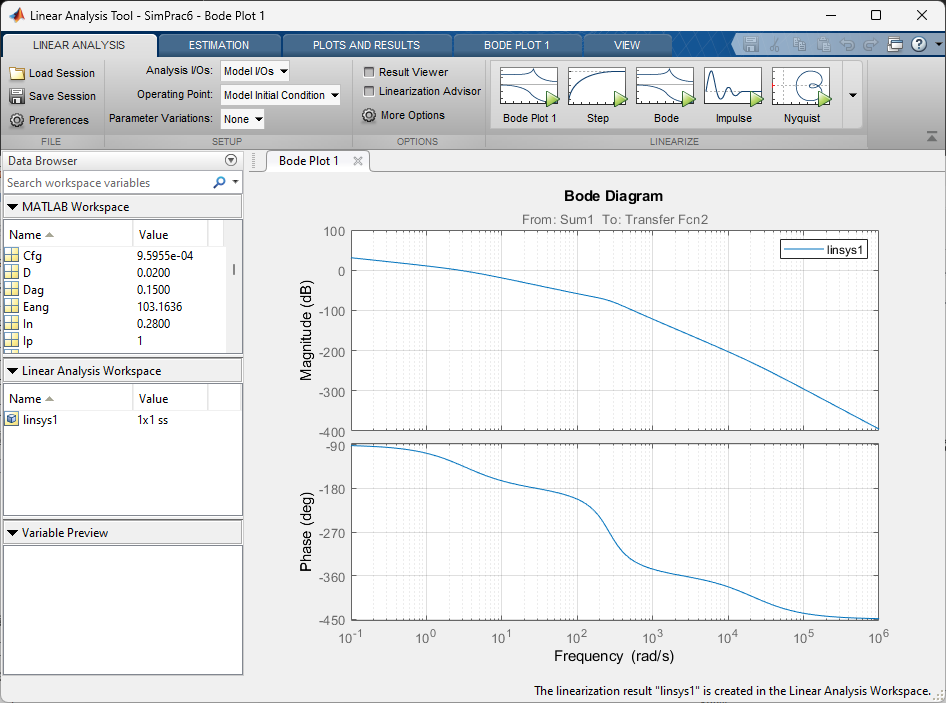 Linear Analysis Tool - SimPrac6 - Bode Plot 1
LINEAR ANALYSIS ESTIMATION PLOTS AND RESULTS BODE PLOT 1 VIEW
Load Session
Save Session
Preferences
FILE
Analysis I/Os: Model I/Os
Operating Point: Model Initial Condition
Parameter Variations: None
SETUP
Result Viewer
Linearization Advisor
More Options
OPTIONS
Bode Plot 1 Step Bode Impulse Nyquist
LINEARIZE
Data Browser
Search workspace variables
MATLAB Workspace
Name Value
Cfg 9.5955e-04
D 0.0200
Dag 0.1500
Eang 103.1636
In 0.2800
Ip 1
Linear Analysis Workspace
Name Value
linsys1 1x1 ss
Variable Preview
Bode Plot 1
Bode Diagram
From: Sum1 To: Transfer Fcn2
linsys1
Magnitude (dB)
100
0
-100
-200
-300
-400
Phase (deg)
-90
-180
-270
-360
-450
10^-1 10^0 10^1 10^2 10^3 10^4 10^5 10^6
Frequency (rad/s)
The linearization result "linsys1" is created in the Linear Analysis Workspace.